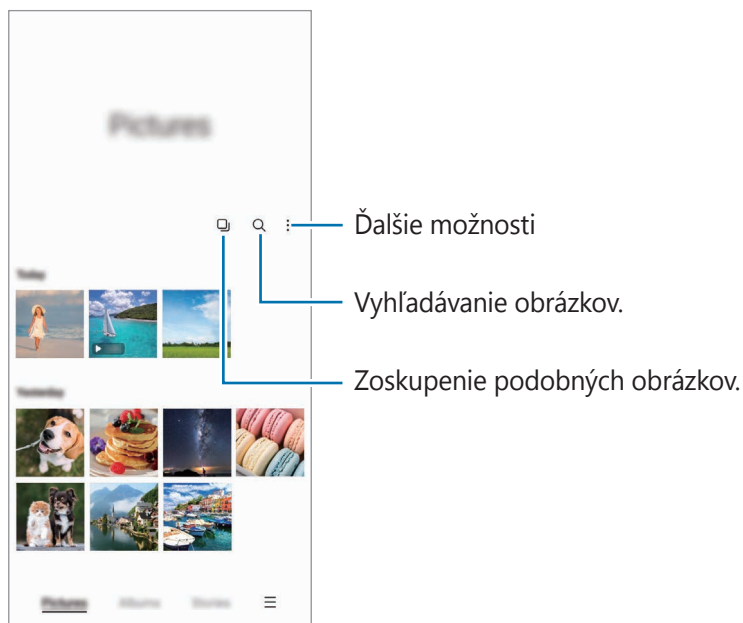 Pictures
Ďalšie možnosti
Today
Vyhľadávanie obrázkov.
Zoskupenie podobných obrázkov.
Yesterday
Pictures Albums Stories